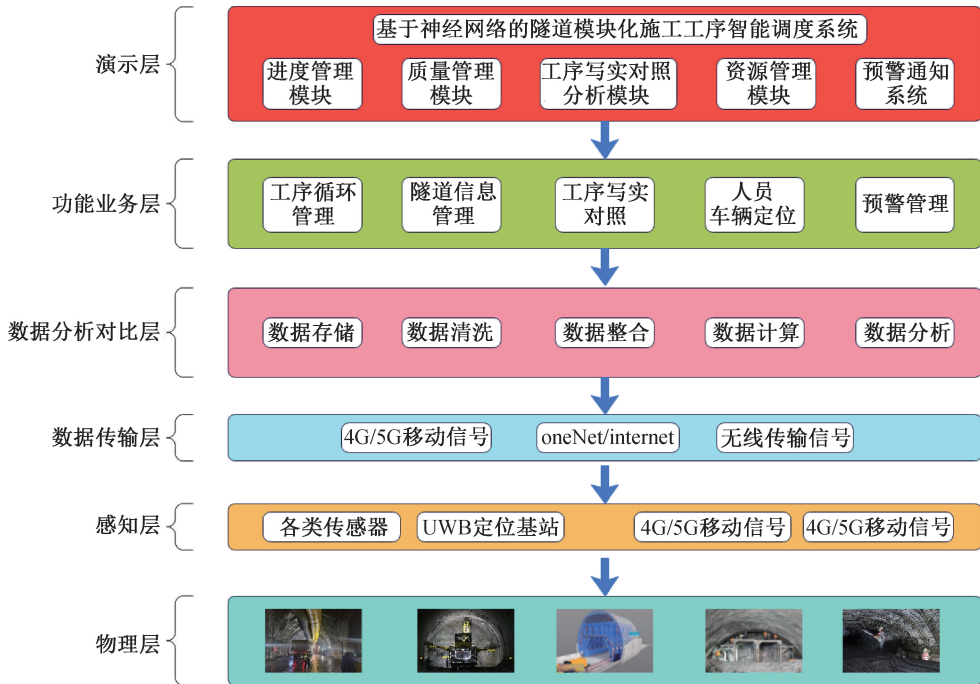 基于神经网络的隧道模块化施工工序智能调度系统
演示层
进度管理
模块
质量管理
模块
工序写实对照
分析模块
资源管理
模块
预警通知
系统
功能业务层
工序循环
管理
隧道信息
管理
工序写实
对照
人员
车辆定位
预警管理
数据分析对比层
数据存储
数据清洗
数据整合
数据计算
数据分析
数据传输层
4G/5G移动信号
oneNet/internet
无线传输信号
感知层
各类传感器
UWB定位基站
4G/5G移动信号
4G/5G移动信号
物理层